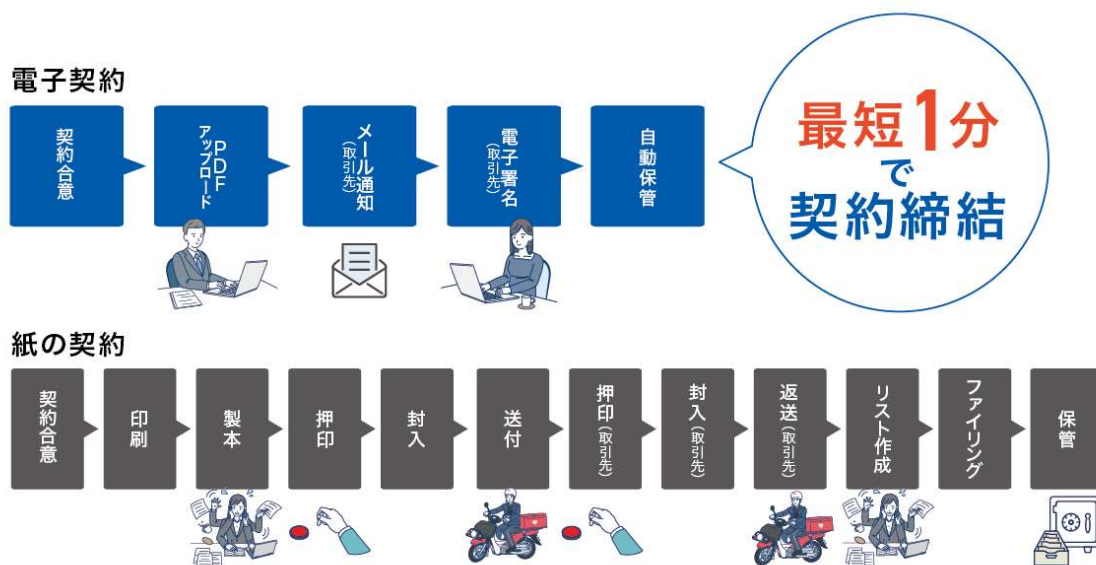 電子契約
契約合意
PDF
アップロード
メール通知
(取引先)
電子署名
(取引先)
自動保管
最短1分
で
契約締結
紙の契約
契約合意
印刷
製本
押印
封入
送付
押印(取引先)
封入(取引先)
返送(取引先)
リスト作成
ファイリング
保管